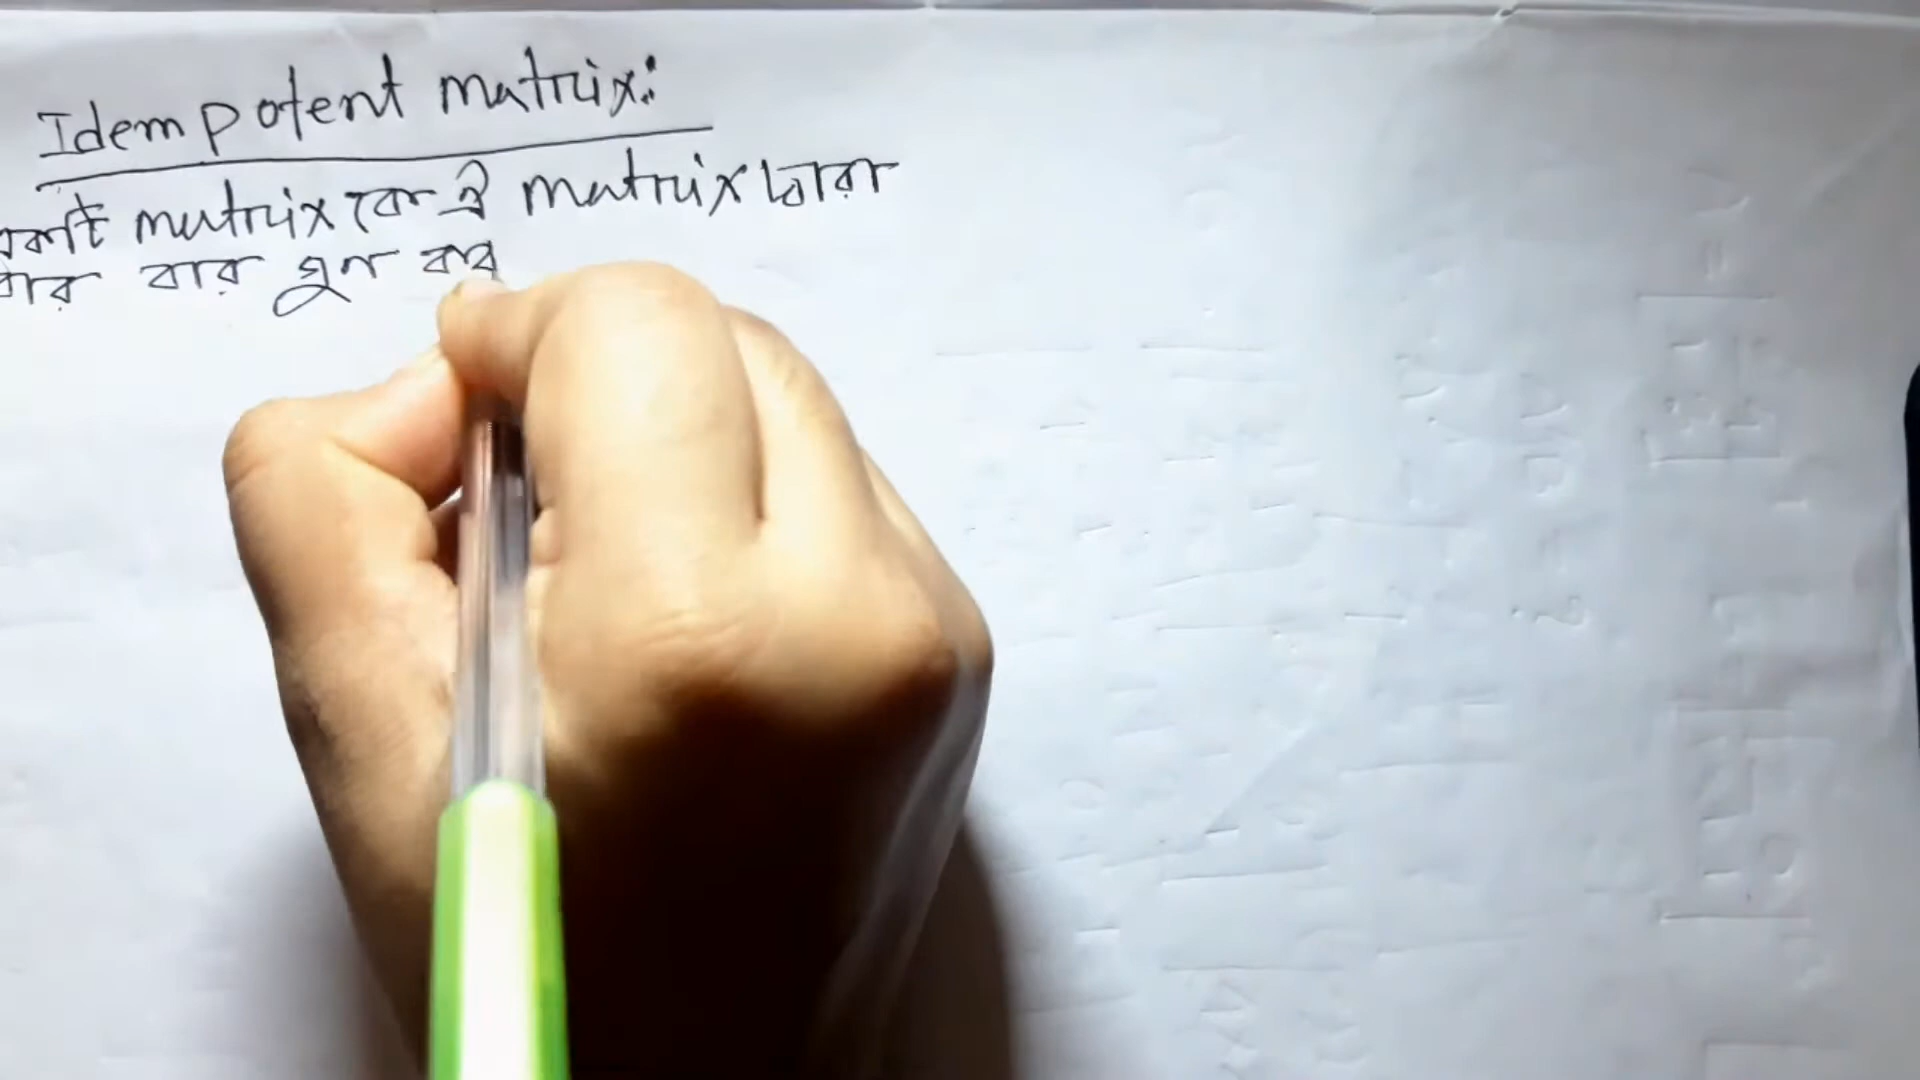 Idempotent matrix:
একটি matrix কে ঐ matrix দ্বারা
বার বার গুন কর